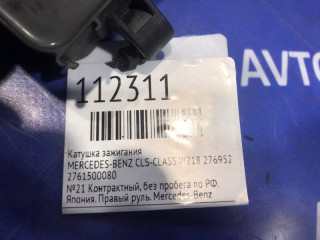 112311
AVTO
Катушка зажигания
MERCEDES-BENZ CLS-CLASS W218 276952
2761500080
№21 Контрактный, без пробега по РФ.
Япония. Правый руль. Mercedes-Benz